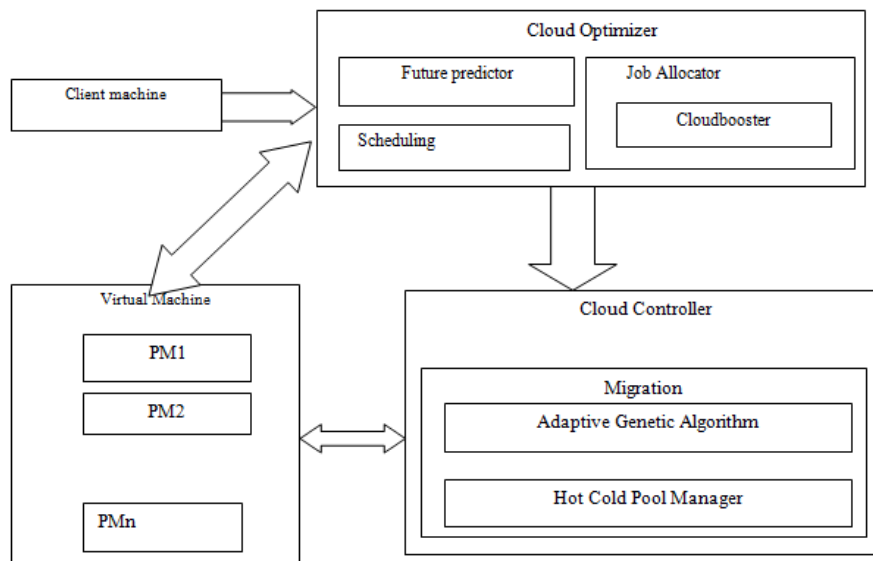 Cloud Optimizer
Future predictor
Job Allocator
Client machine
Cloudbooster
Scheduling
Virtual Machine
Cloud Controller
PM1
Migration
PM2
Adaptive Genetic Algorithm
Hot Cold Pool Manager
PMn